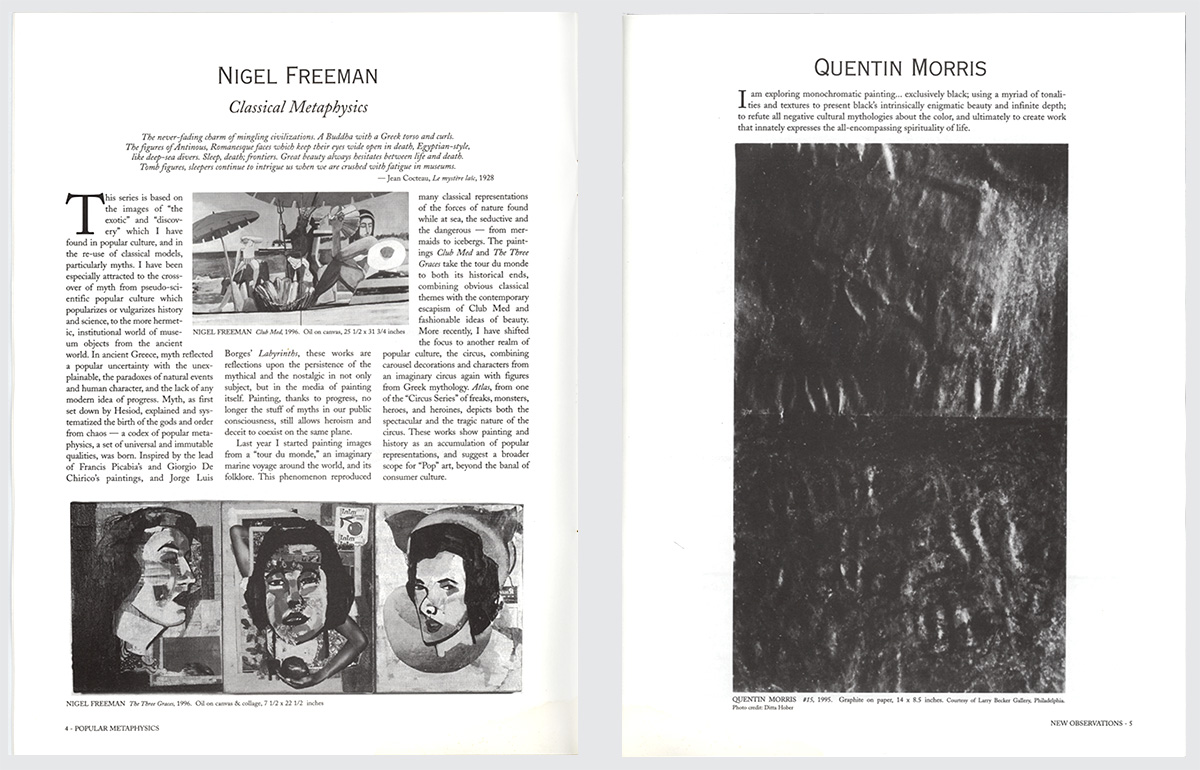 NIGEL FREEMAN
Classical Metaphysics
The never-fading charm of mingling civilizations. A Buddha with a Greek torso and curls.
The figures of Antinous, Romanesque faces which keep their eyes wide open in death, Egyptian-style,
like deep-sea divers. Sleep, death; frontiers. Great beauty always hesitates between life and death.
Tomb figures, sleepers continue to intrigue us when we are crushed with fatigue in museums.
— Jean Cocteau, Le mystère laïc, 1928
This series is based on
the images of "the
exotic" and "discov-
ery" which I have
found in popular culture, and in
the re-use of classical models,
particularly myths. I have been
especially attracted to the cross-
over of myth from pseudo-sci-
entific popular culture which
popularizes or vulgarizes history
and science, to the more hermet-
ic, institutional world of muse-
um objects from the ancient
world. In ancient Greece, myth reflected
a popular uncertainty with the unex-
plainable, the paradoxes of natural events
and human character, and the lack of any
modern idea of progress. Myth, as first
set down by Hesiod, explained and sys-
tematized the birth of the gods and order
from chaos — a codex of popular meta-
physics, a set of universal and immutable
qualities, was born. Inspired by the lead
of Francis Picabia's and Giorgio De
Chirico's paintings, and Jorge Luis
NIGEL FREEMAN Club Med, 1996. Oil on canvas, 25 1/2 x 31 3/4 inches
Borges' Labyrinths, these works are
reflections upon the persistence of the
mythical and the nostalgic in not only
subject, but in the media of painting
itself. Painting, thanks to progress, no
longer the stuff of myths in our public
consciousness, still allows heroism and
deceit to coexist on the same plane.
Last year I started painting images
from a "tour du monde," an imaginary
marine voyage around the world, and its
folklore. This phenomenon reproduced
many classical representations
of the forces of nature found
while at sea, the seductive and
the dangerous — from mer-
maids to icebergs. The paint-
ings Club Med and The Three
Graces take the tour du monde
to both its historical ends,
combining obvious classical
themes with the contemporary
escapism of Club Med and
fashionable ideas of beauty.
More recently, I have shifted
the focus to another realm of
popular culture, the circus, combining
carousel decorations and characters from
an imaginary circus again with figures
from Greek mythology. Atlas, from one
of the "Circus Series" of freaks, monsters,
heroes, and heroines, depicts both the
spectacular and the tragic nature of the
circus. These works show painting and
history as an accumulation of popular
representations, and suggest a broader
scope for "Pop" art, beyond the banal of
consumer culture.
NIGEL FREEMAN The Three Graces, 1996. Oil on canvas & collage, 7 1/2 x 22 1/2 inches
4 - POPULAR METAPHYSICS
QUENTIN MORRIS
I am exploring monochromatic painting... exclusively black; using a myriad of tonali-
ties and textures to present black's intrinsically enigmatic beauty and infinite depth;
to refute all negative cultural mythologies about the color, and ultimately to create work
that innately expresses the all-encompassing spirituality of life.
QUENTIN MORRIS #15, 1995. Graphite on paper, 14 x 8.5 inches. Courtesy of Larry Becker Gallery, Philadelphia.
Photo credit: Ditta Hober
NEW OBSERVATIONS - 5